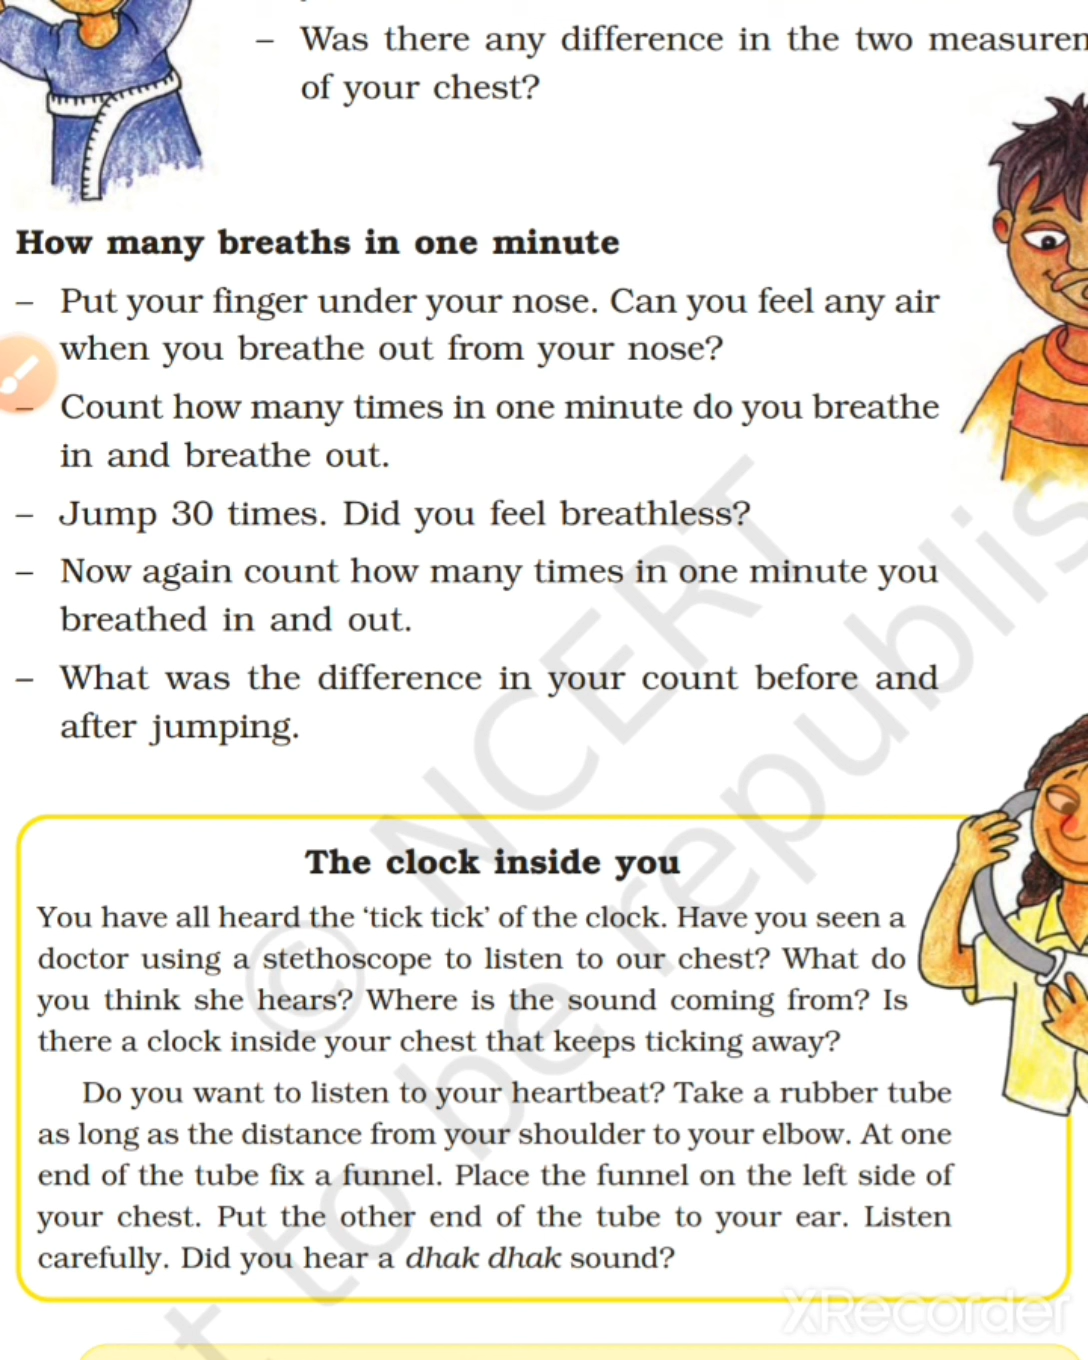 – Was there any difference in the two
of your chest?
How many breaths in one minute
– Put your finger under your nose. Can you feel any air
when you breathe out from your nose?
– Count how many times in one minute do you breathe
in and breathe out.
– Jump 30 times. Did you feel breathless?
– Now again count how many times in one minute you
breathed in and out.
– What was the difference in your count before and
after jumping.
The clock inside you
You have all heard the ‘tick tick’ of the clock. Have you seen a
doctor using a stethoscope to listen to our chest? What do
you think she hears? Where is the sound coming from? Is
there a clock inside your chest that keeps ticking away?
Do you want to listen to your heartbeat? Take a rubber tube
as long as the distance from your shoulder to your elbow. At one
end of the tube fix a funnel. Place the funnel on the left side of
your chest. Put the other end of the tube to your ear. Listen
carefully. Did you hear a dhak dhak sound?
© NCERT
to be
XRecorder